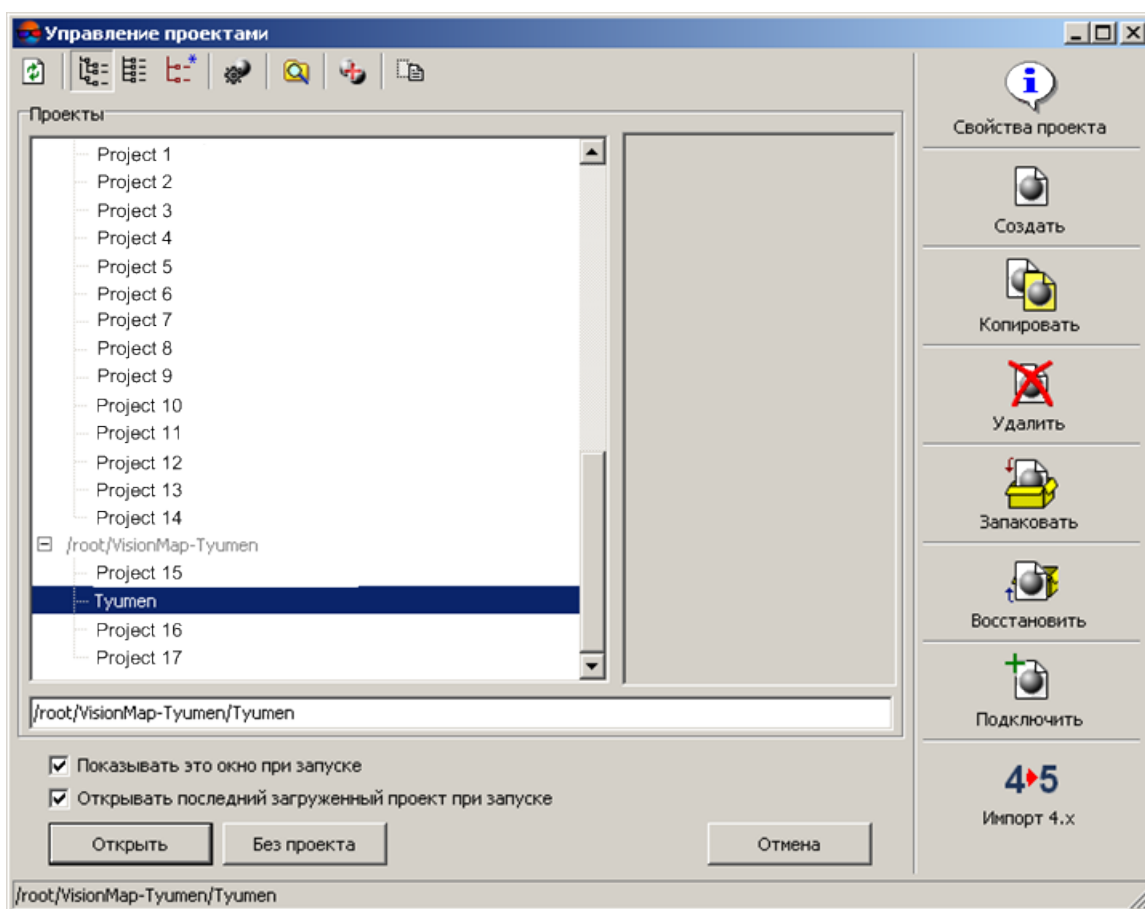 Управление проектами
Проекты
Project 1
Project 2
Project 3
Project 4
Project 5
Project 6
Project 7
Project 8
Project 9
Project 10
Project 11
Project 12
Project 13
Project 14
/root/VisionMap-Tyumen
Project 15
Tyumen
Project 16
Project 17
/root/VisionMap-Tyumen/Tyumen
Показывать это окно при запуске
Открывать последний загруженный проект при запуске
Открыть
Без проекта
Отмена
Свойства проекта
Создать
Копировать
Удалить
Запаковать
Восстановить
Подключить
4 5
Импорт 4.x
/root/VisionMap-Tyumen/Tyumen